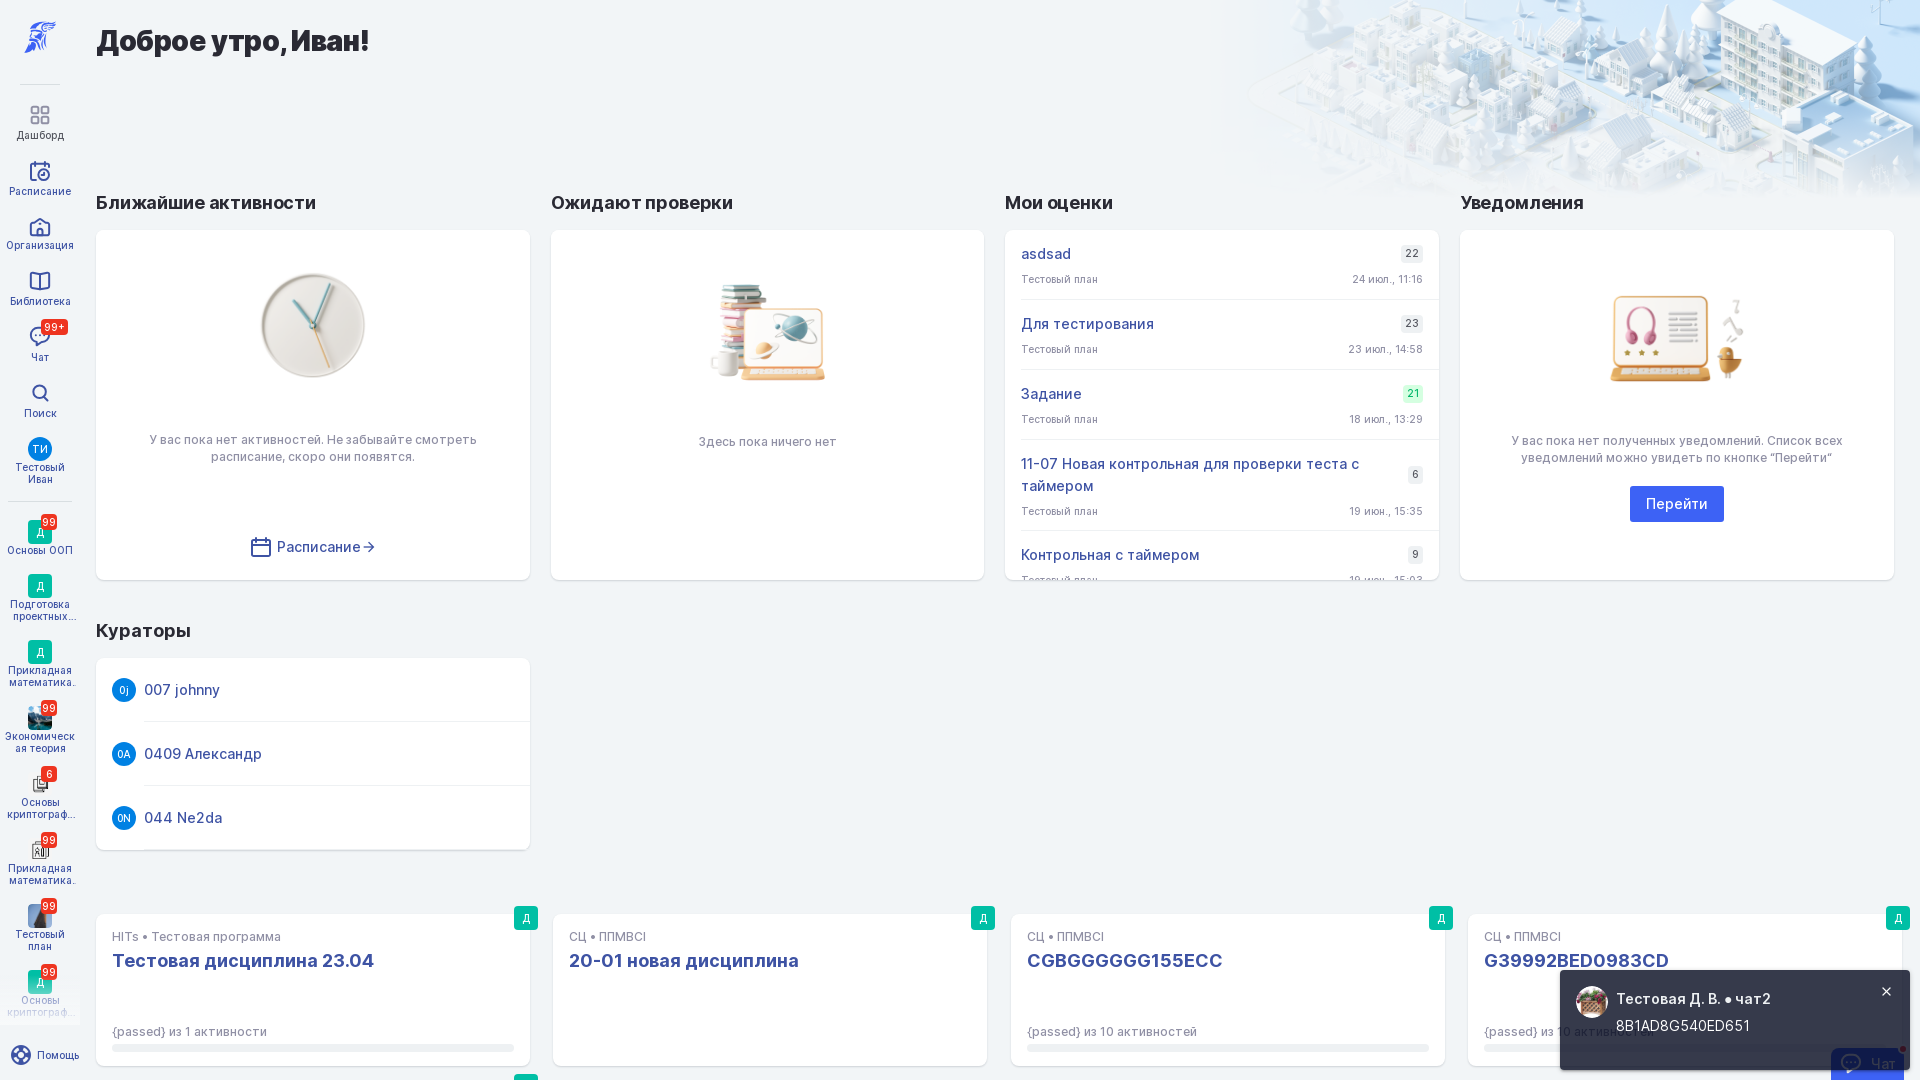 Доброе утро, Иван!
Дашборд
Расписание
Организация
Библиотека
99+
Чат
Поиск
ТИ
Тестовый
Иван
99
Д
Основы ООП
Д
Подготовка
проектных...
Д
Прикладная
математика.
99
Экономическ
ая теория
6
Основы
криптограф...
99
Прикладная
математика.
99
Тестовый
план
99
Д
Основы
криптограф...
Помощь
Ближайшие активности
У вас пока нет активностей. Не забывайте смотреть
расписание, скоро они появятся.
Расписание
Ожидают проверки
Здесь пока ничего нет
Мои оценки
asdsad
22
Тестовый план
24 июл., 11:16
Для тестирования
23
Тестовый план
23 июл., 14:58
Задание
21
Тестовый план
18 июл., 13:29
11-07 Новая контрольная для проверки теста с
таймером
6
Тестовый план
19 июн., 15:35
Контрольная с таймером
9
Тестовый план
19 июн., 15:03
Уведомления
У вас пока нет полученных уведомлений. Список всех
уведомлений можно увидеть по кнопке “Перейти”
Перейти
Кураторы
0j
007 johnny
0А
0409 Александр
0N
044 Ne2da
Д
HITs • Тестовая программа
Тестовая дисциплина 23.04
{passed} из 1 активности
Д
СЦ • ППМВСI
20-01 новая дисциплина
Д
СЦ • ППМВСI
CGBGGGGGG155ECC
{passed} из 10 активностей
Д
СЦ • ППМВСI
G39992BED0983CD
{passed} из 10 активностей
Тестовая Д. В. ● чат2
8B1AD8G540ED651
Чат